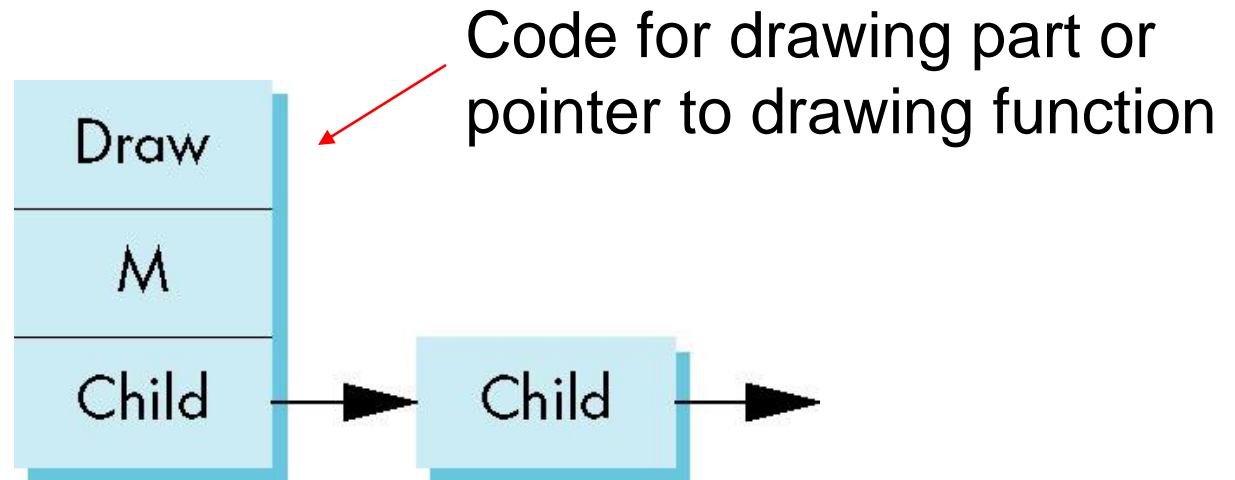 Code for drawing part or
pointer to drawing function
Draw
M
Child
Child